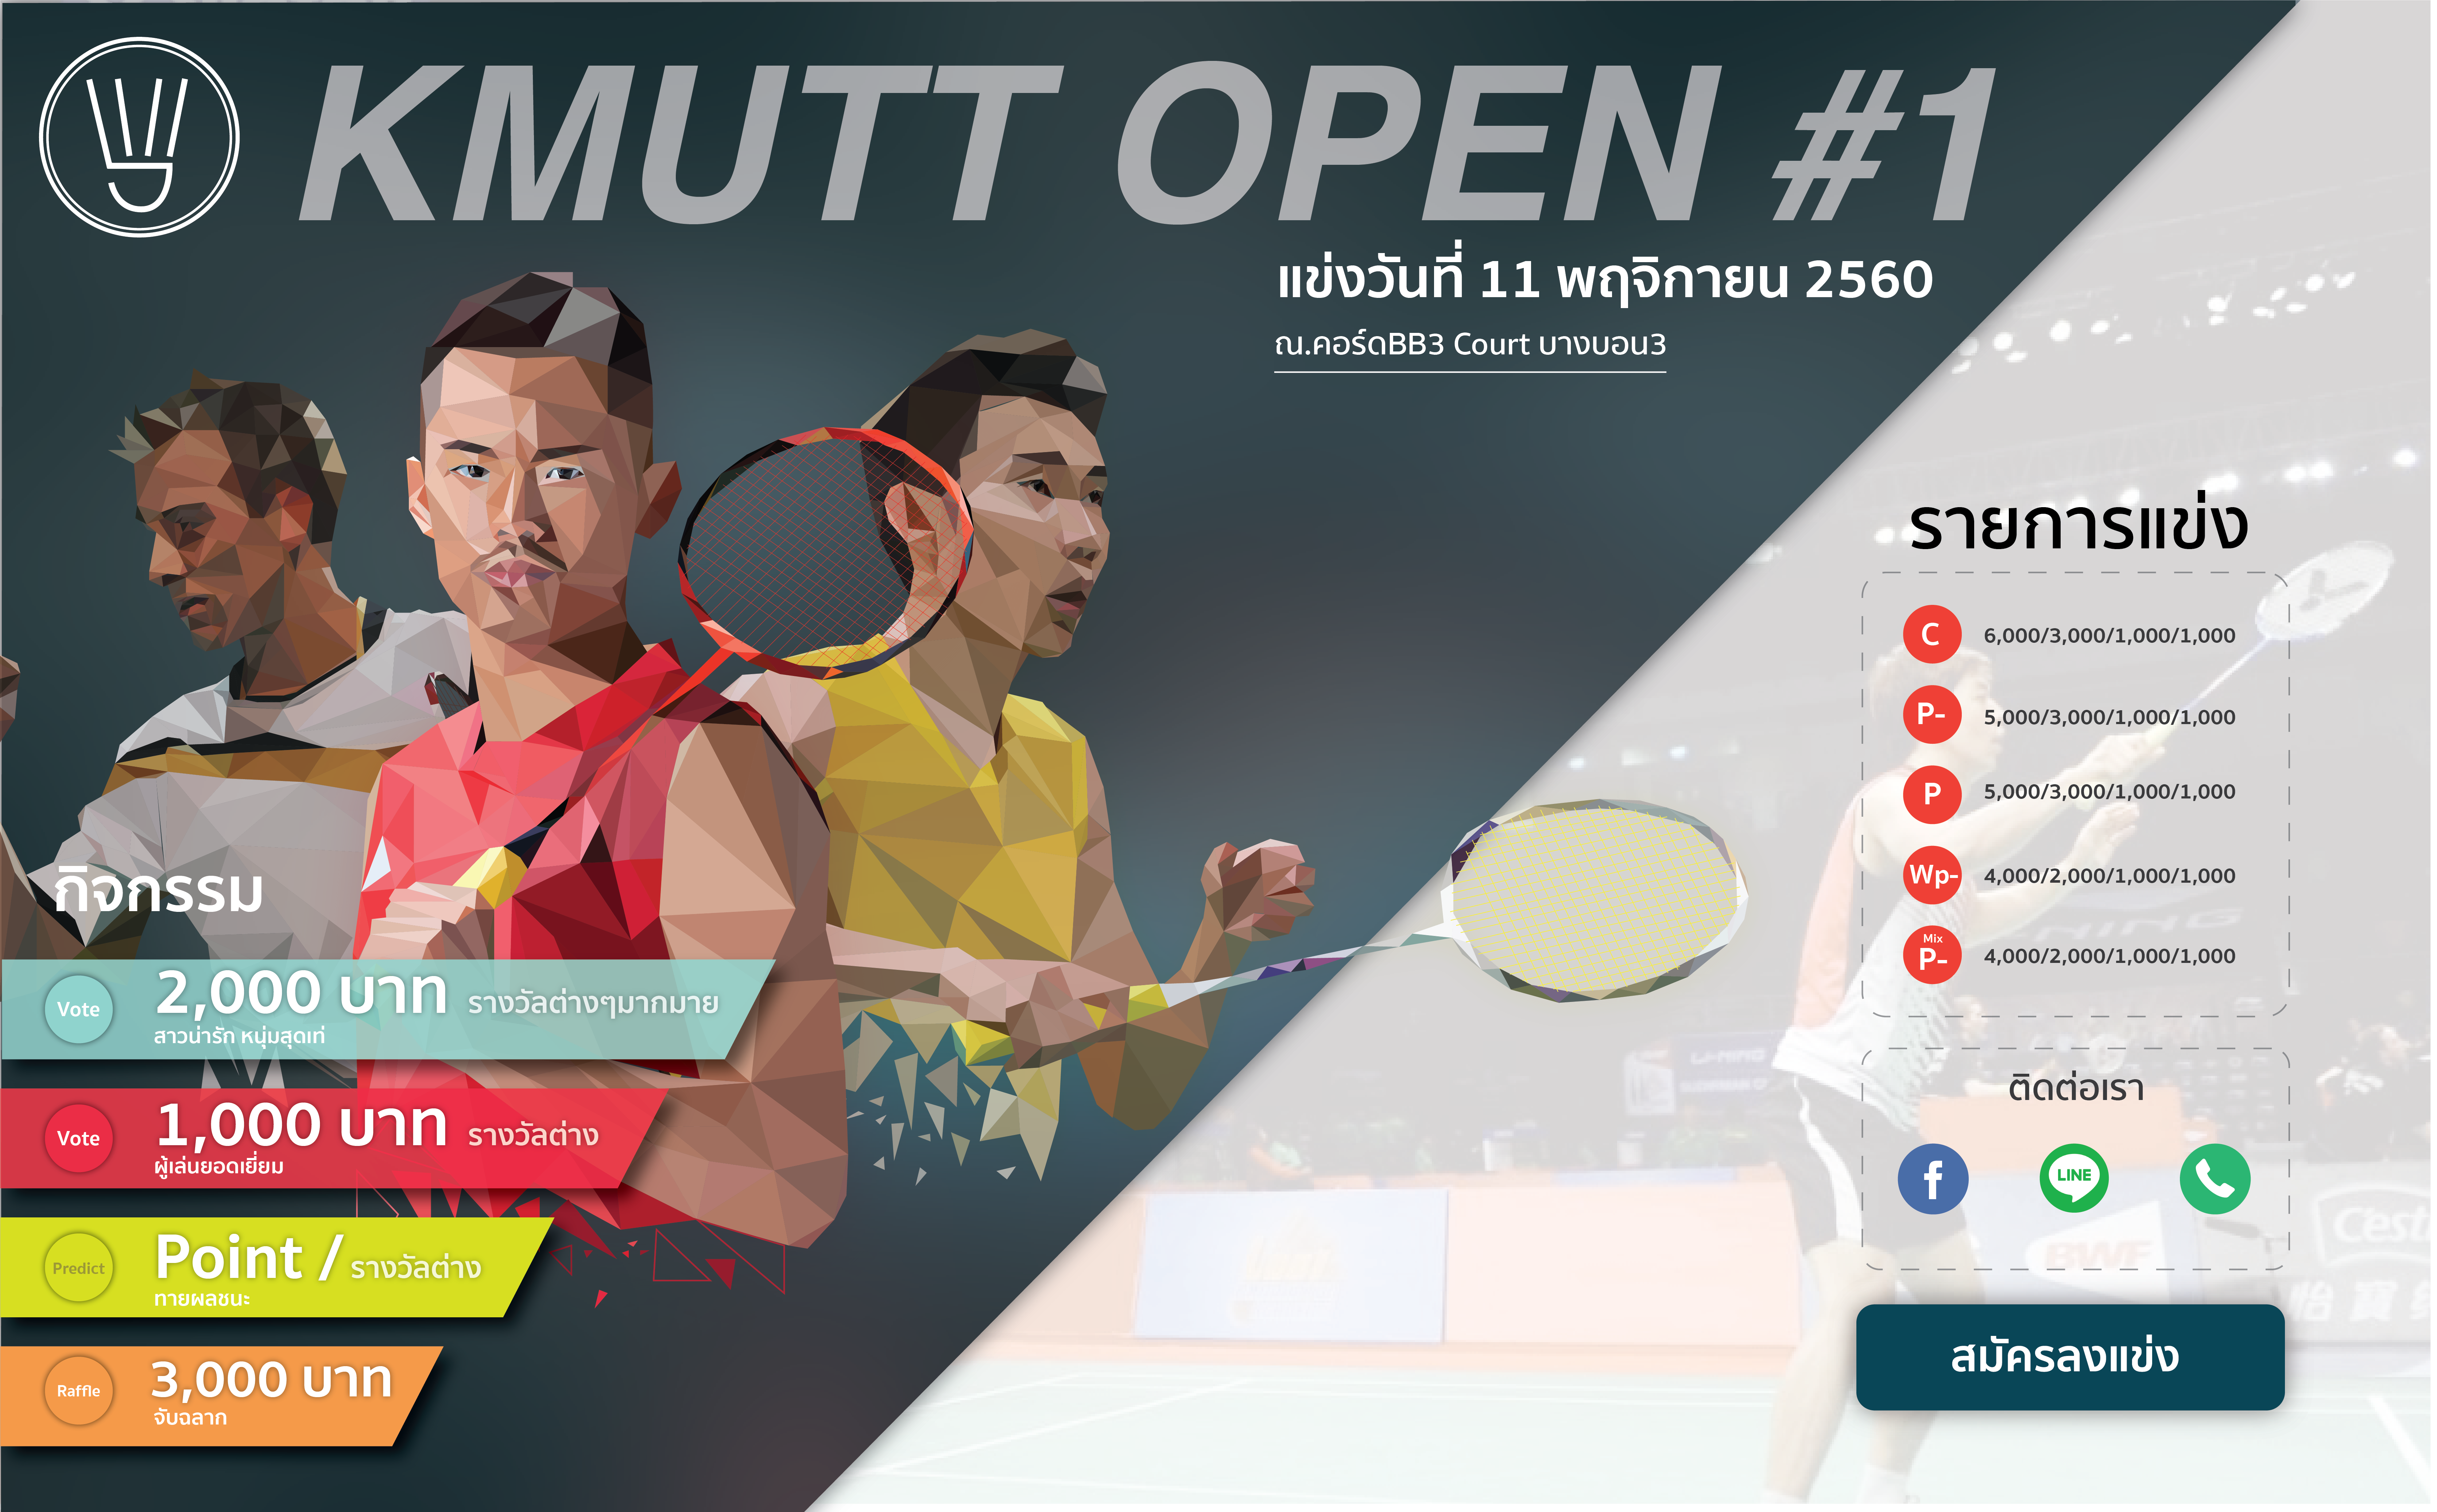 KMUTT OPEN #1
แข่งวันที่ 11 พฤจิกายน 2560
ณ.คอร์ดBB3 Court บางบอน3
กิจกรรม
Vote
2,000 บาท รางวัลต่างๆมากมาย
สาวน่ารัก หนุ่มสุดเท่
Vote
1,000 บาท รางวัลต่าง
ผู้เล่นยอดเยี่ยม
Predict
Point / รางวัลต่าง
ทายผลชนะ
Raffle
3,000 บาท
จับฉลาก
รายการแข่ง
C 6,000/3,000/1,000/1,000
P- 5,000/3,000/1,000/1,000
P 5,000/3,000/1,000/1,000
Wp- 4,000/2,000/1,000/1,000
Mix
P- 4,000/2,000/1,000/1,000
ติดต่อเรา
f
LINE
BWF
สมัครลงแข่ง